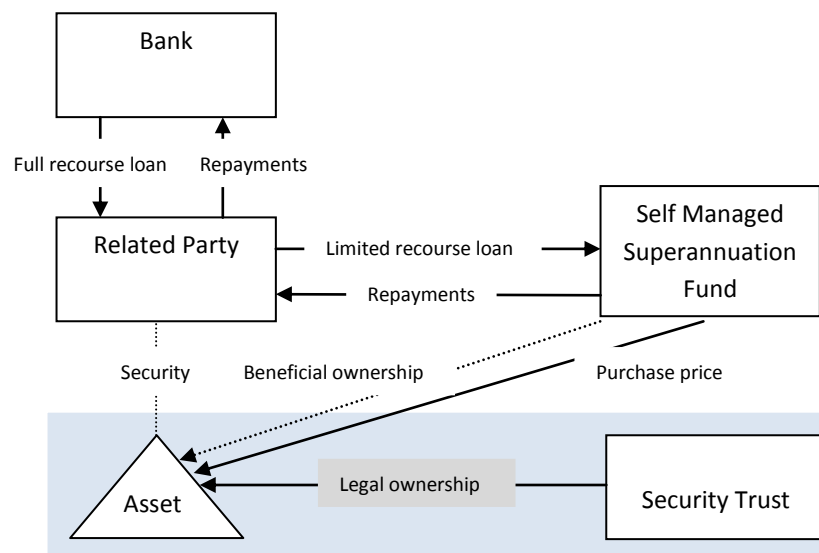 Bank
Full recourse loan
Repayments
Related Party
Limited recourse loan
Repayments
Self Managed
Superannuation
Fund
Security
Beneficial ownership
Purchase price
Asset
Legal ownership
Security Trust